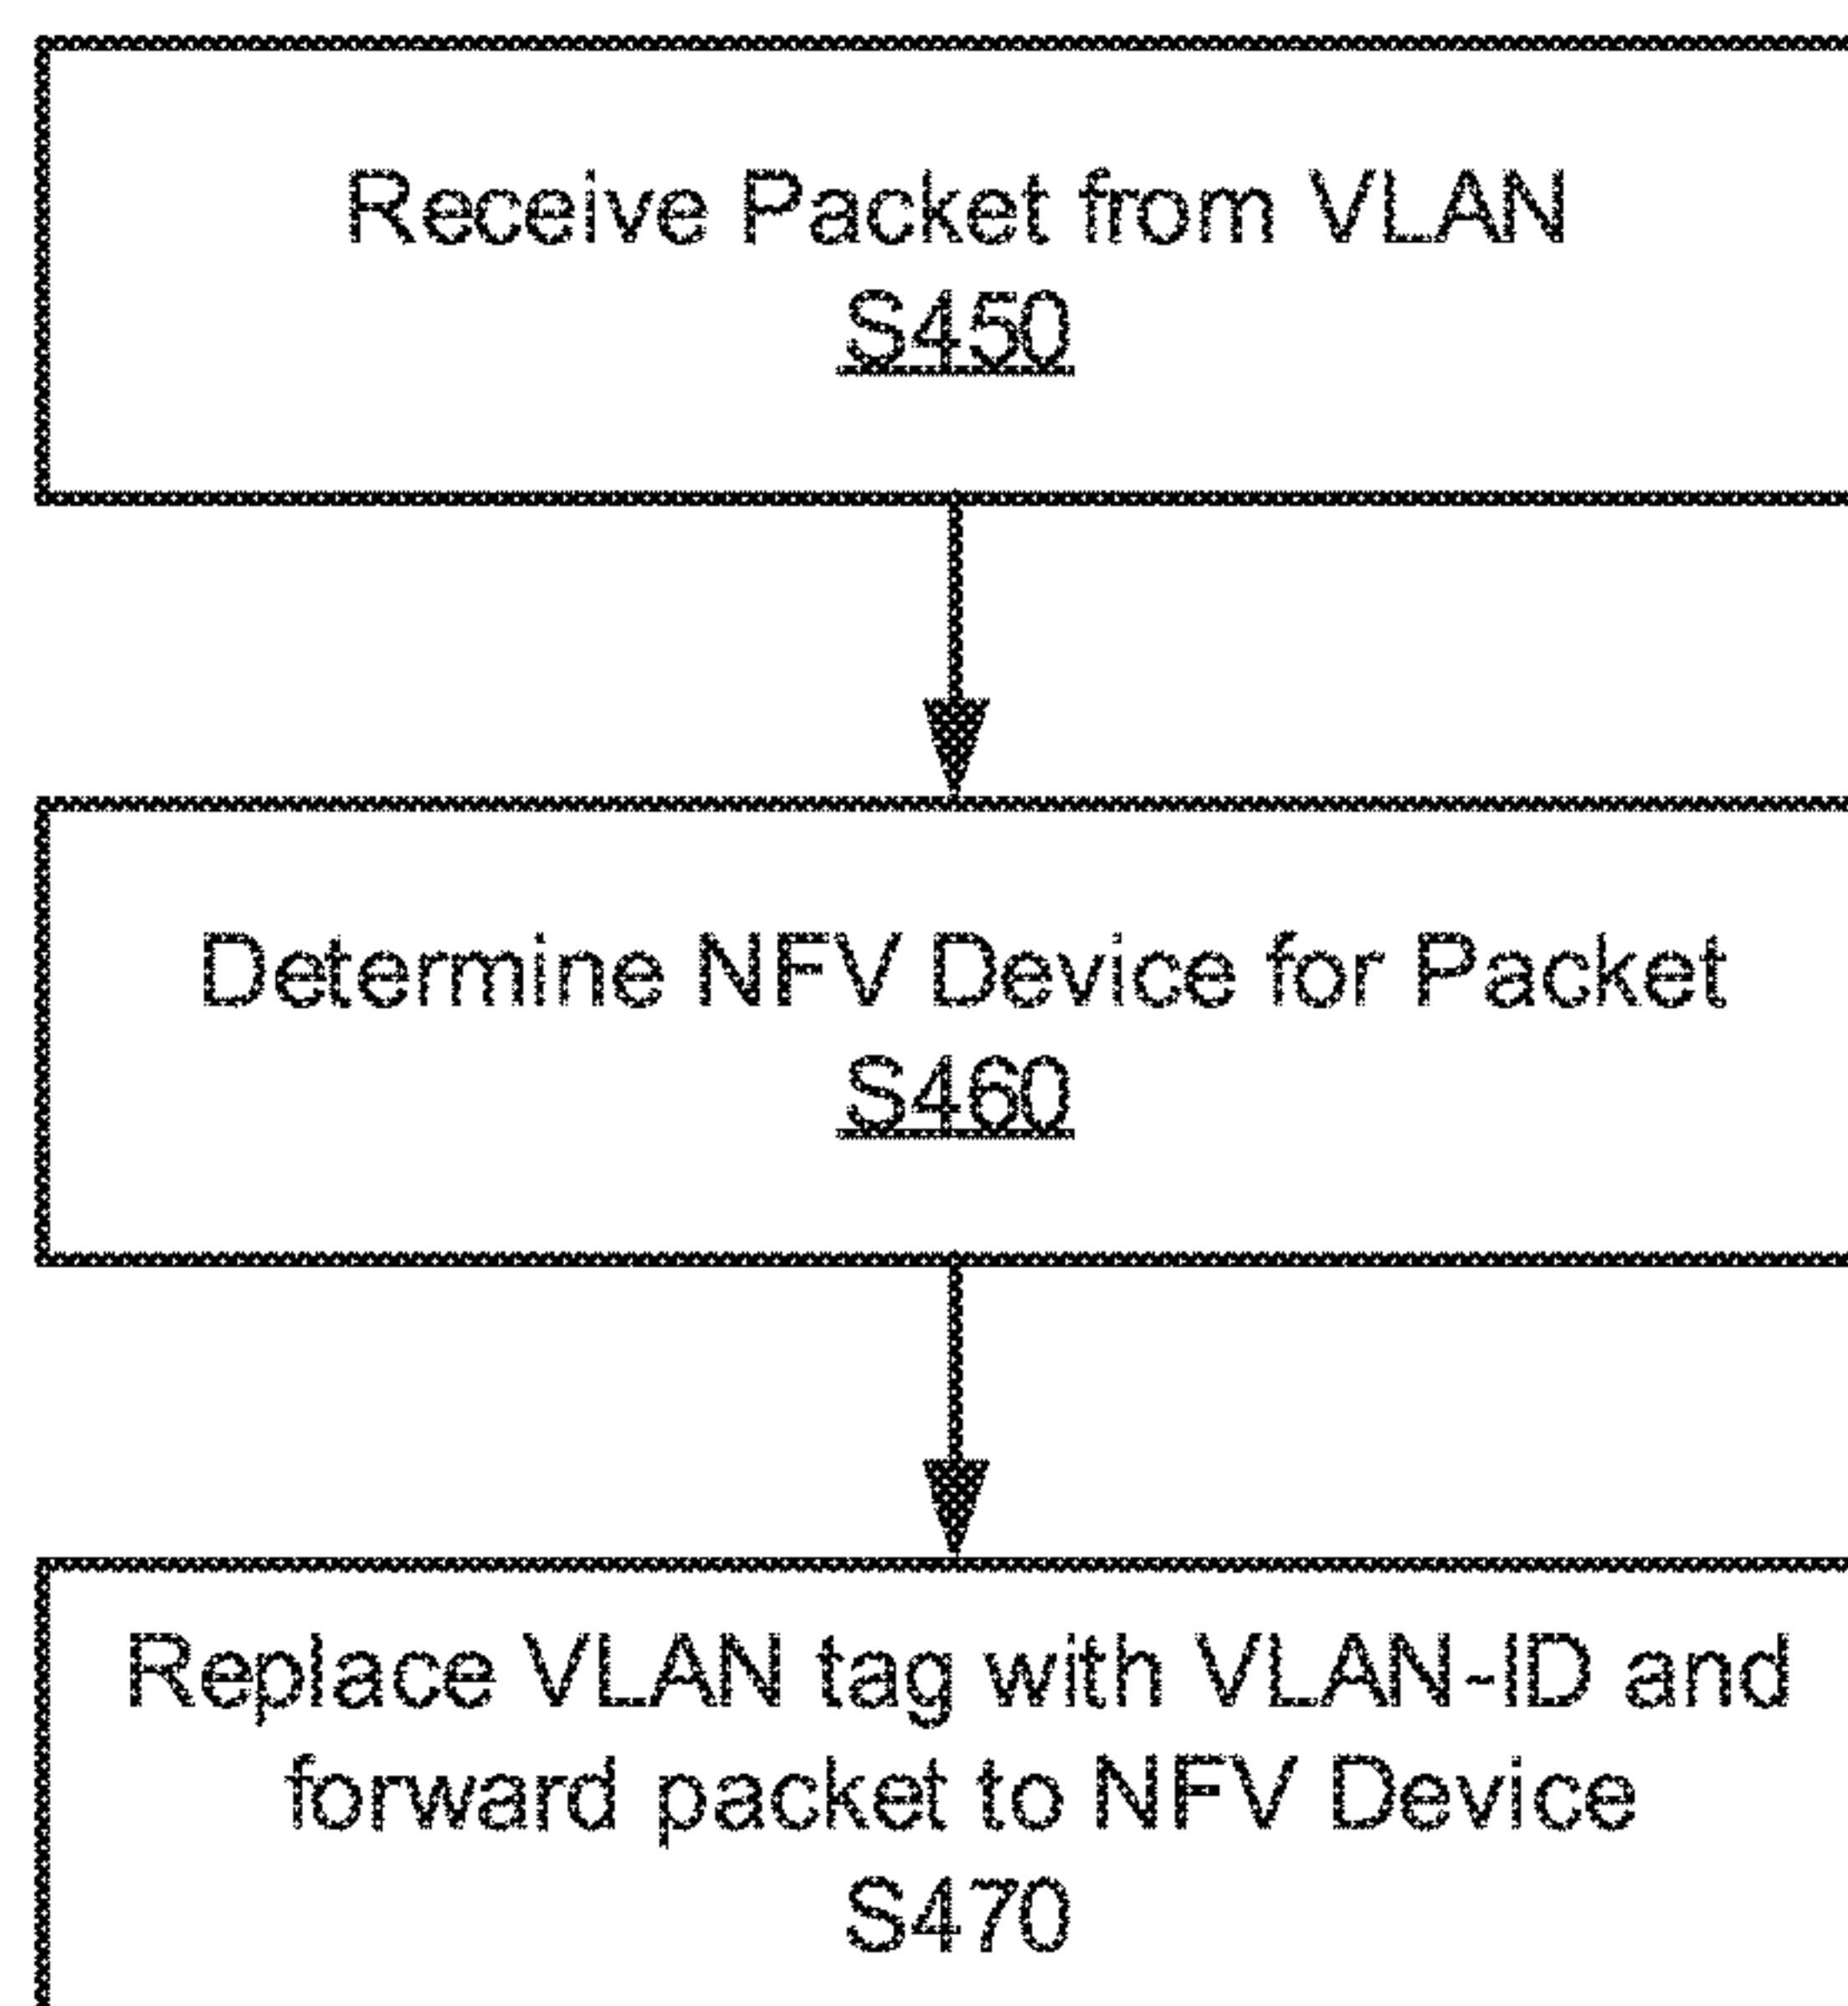 Receive Packet from VLAN
S450
Determine NFV Device for Packet
S460
Replace VLAN tag with VLAN-ID and
forward packet to NFV Device
S470